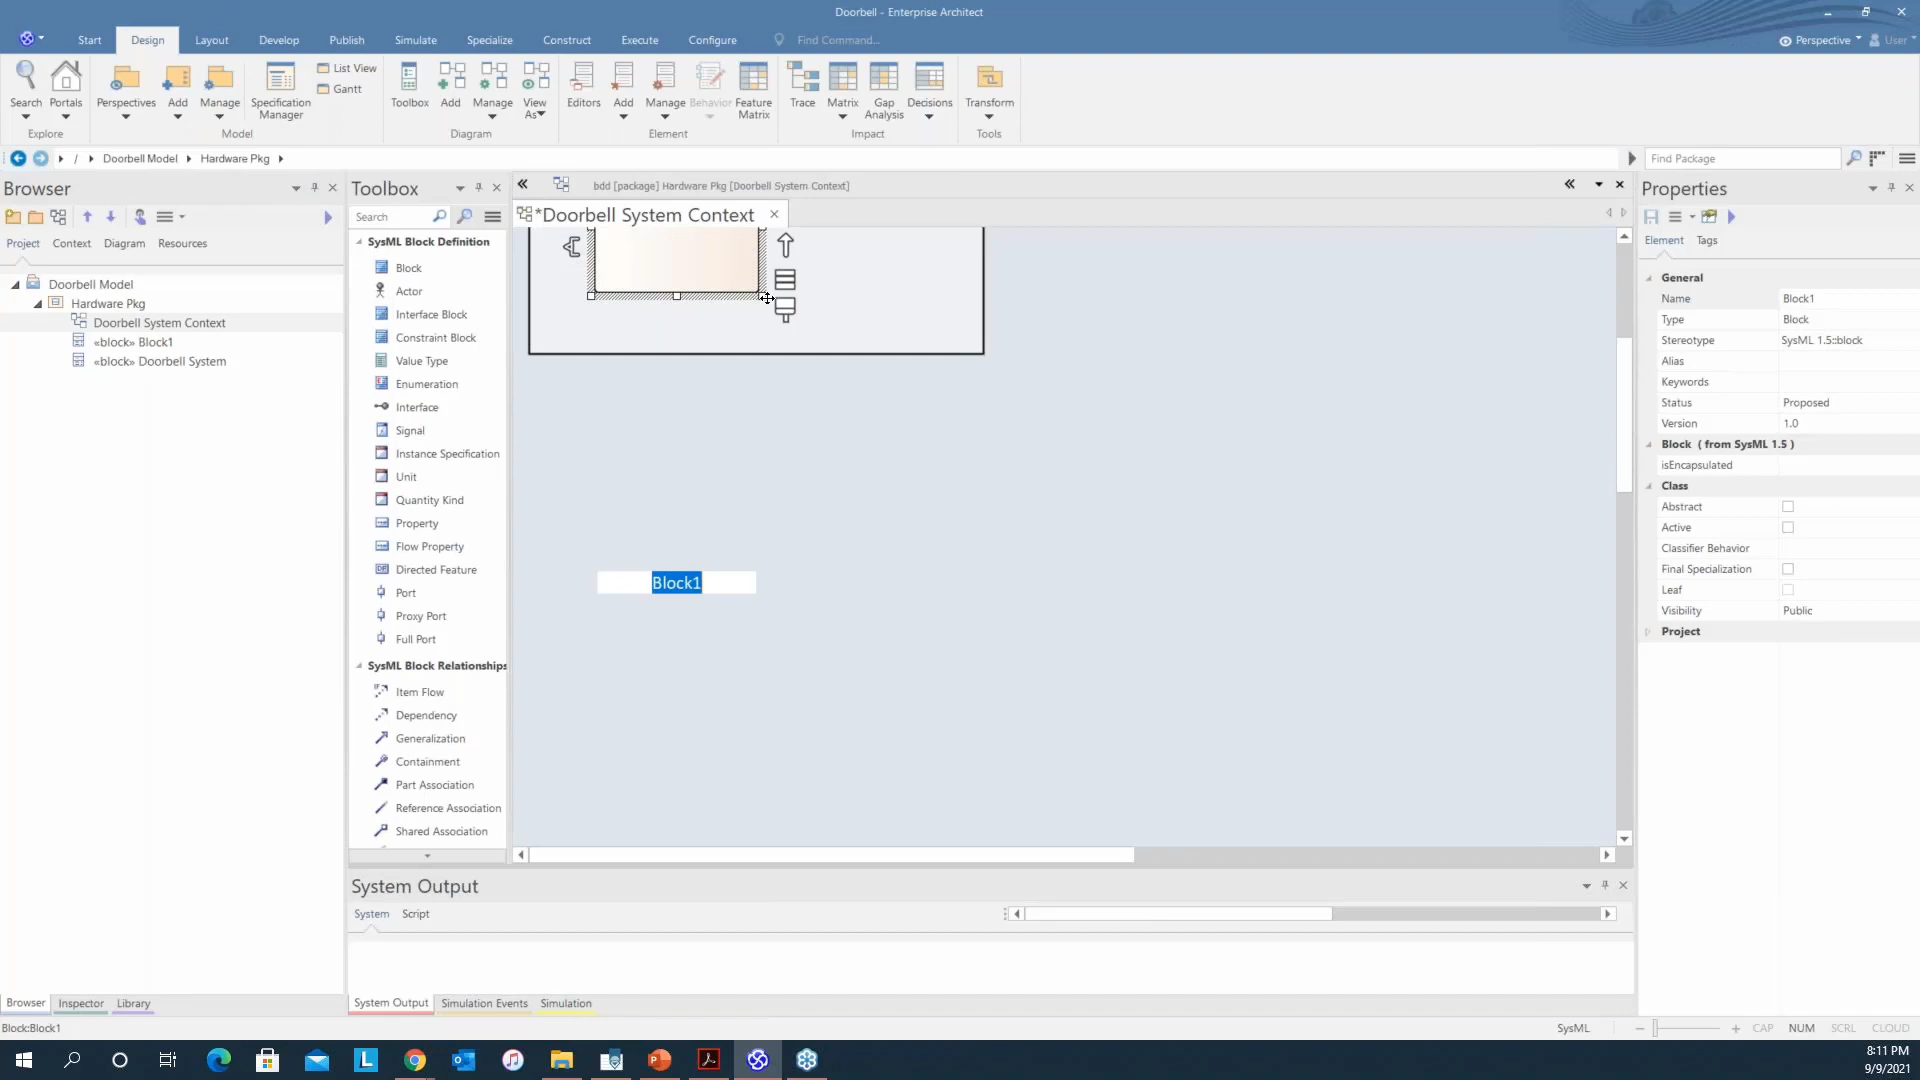 Doorbell - Enterprise Architect
Start Design Layout Develop Publish Simulate Specialize Construct Execute Configure Find Command...
Perspective User
Search Portals Perspectives Add Manage Specification Manager List View Gantt Toolbox Add Manage View As Editors Add Manage Behavior Feature Matrix Trace Matrix Gap Analysis Decisions Transform
Explore Model Diagram Element Impact Tools
/ Doorbell Model Hardware Pkg
Find Package
Browser
Project Context Diagram Resources
Doorbell Model
Hardware Pkg
Doorbell System Context
«block» Block1
«block» Doorbell System
Toolbox
Search
SysML Block Definition
Block
Actor
Interface Block
Constraint Block
Value Type
Enumeration
Interface
Signal
Instance Specification
Unit
Quantity Kind
Property
Flow Property
Directed Feature
Port
Proxy Port
Full Port
SysML Block Relationships
Item Flow
Dependency
Generalization
Containment
Part Association
Reference Association
Shared Association
bdd [package] Hardware Pkg [Doorbell System Context]
*Doorbell System Context
Block1
Properties
Element Tags
General
Name Block1
Type Block
Stereotype SysML 1.5::block
Alias
Keywords
Status Proposed
Version 1.0
Block ( from SysML 1.5 )
isEncapsulated
Class
Abstract
Active
Classifier Behavior
Final Specialization
Leaf
Visibility Public
Project
System Output
System Script
Browser Inspector Library
System Output Simulation Events Simulation
Block:Block1
SysML CAP NUM SCRL CLOUD
8:11 PM
9/9/2021